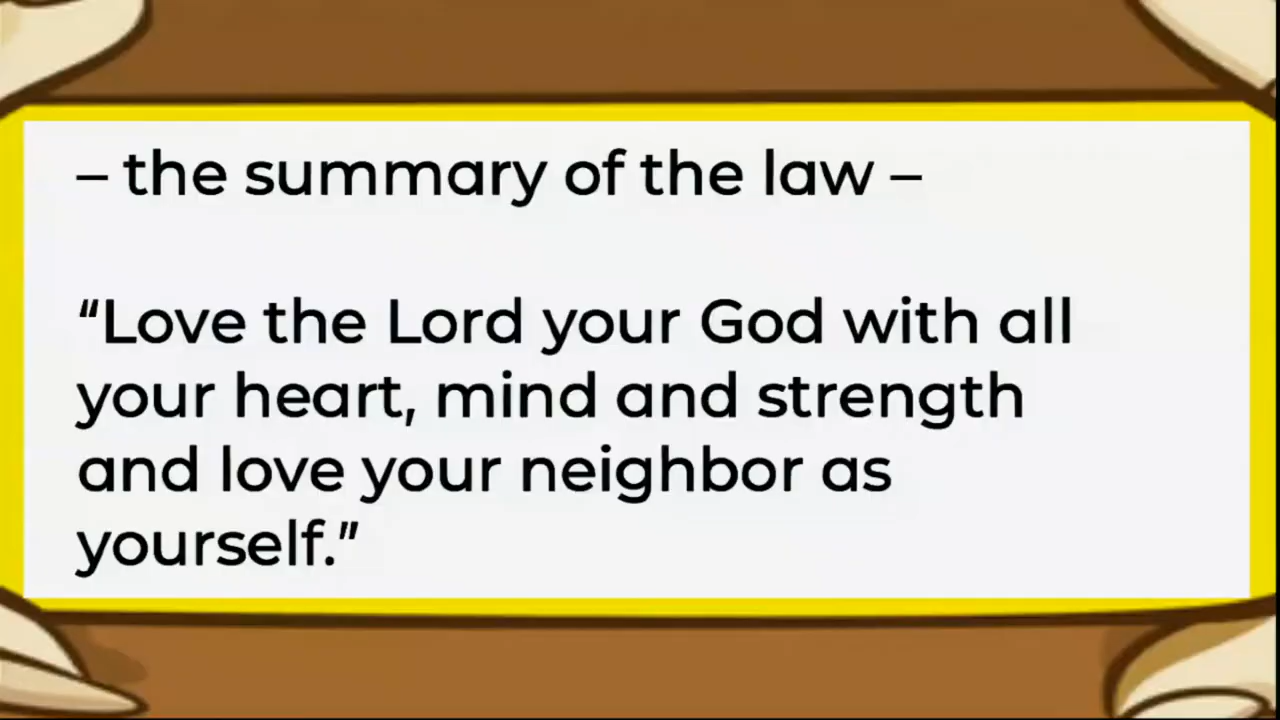 – the summary of the law –
“Love the Lord your God with all
your heart, mind and strength
and love your neighbor as
yourself.”